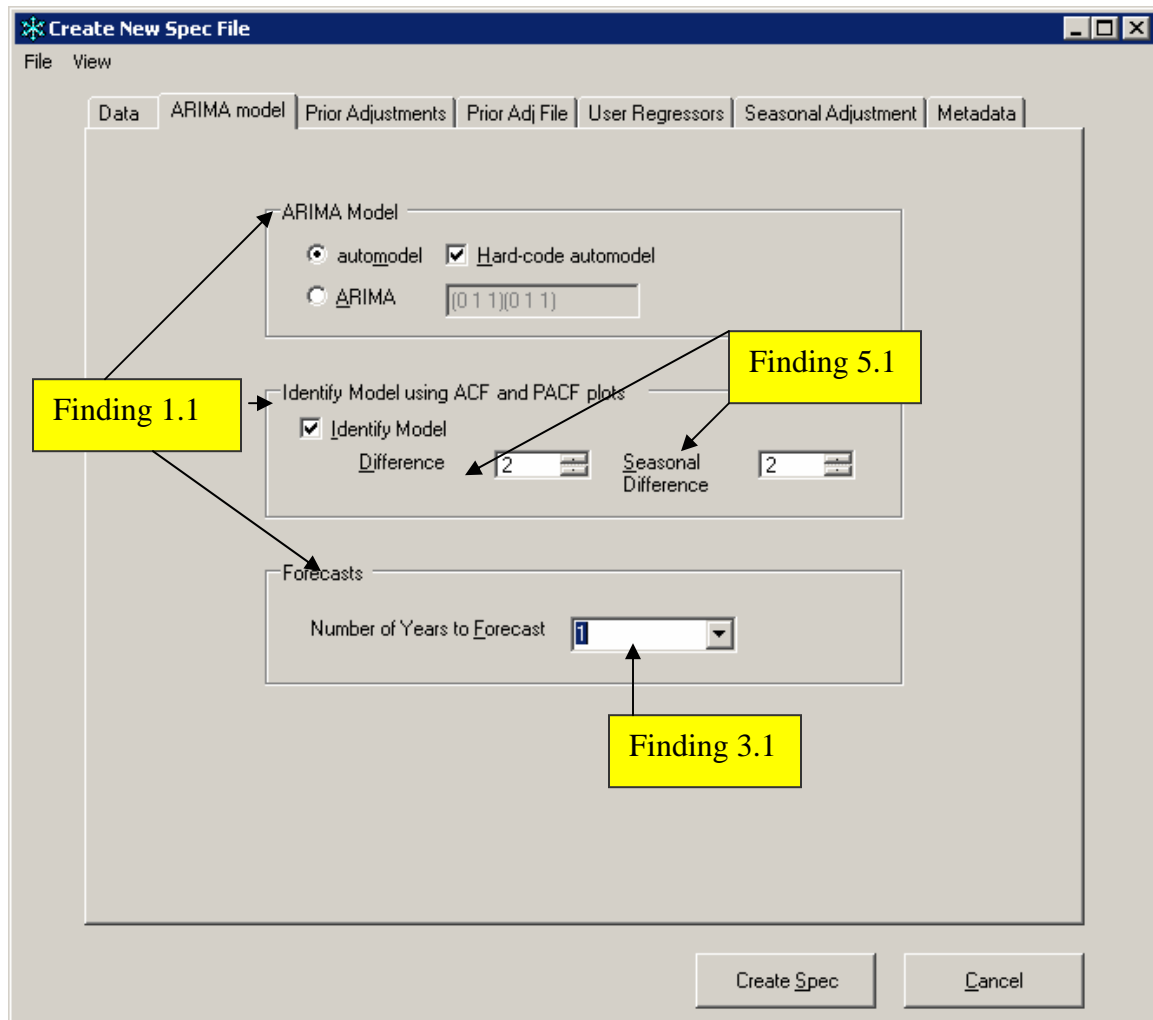 Create New Spec File
File View
Data ARIMA model Prior Adjustments Prior Adj File User Regressors Seasonal Adjustment Metadata
ARIMA Model
automodel Hard-code automodel
ARIMA (0 1 1)(0 1 1)
Finding 5.1
Finding 1.1
Identify Model using ACF and PACF plots
Identify Model
Difference 2 Seasonal Difference 2
Forecasts
Number of Years to Forecast 1
Finding 3.1
Create Spec Cancel